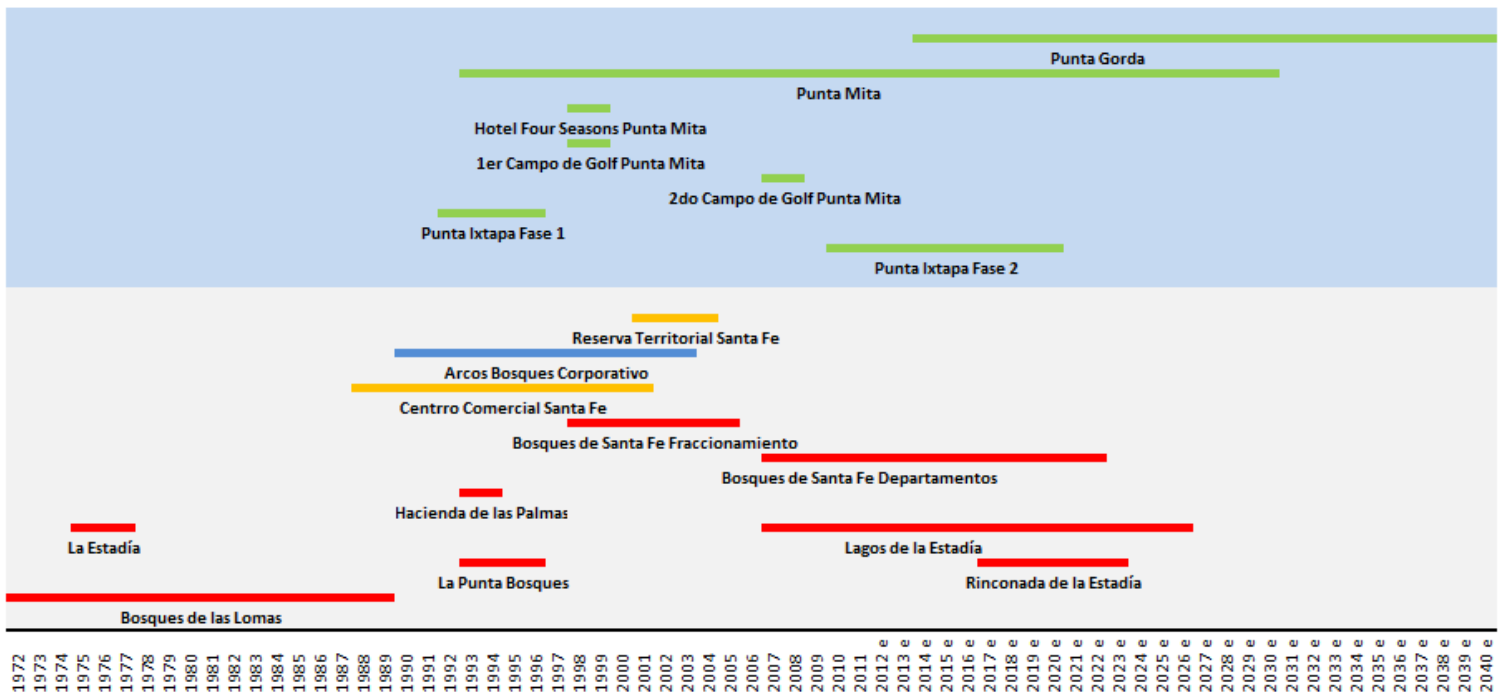 Punta Gorda
Punta Mita
Hotel Four Seasons Punta Mita
1er Campo de Golf Punta Mita
2do Campo de Golf Punta Mita
Punta Ixtapa Fase 1
Punta Ixtapa Fase 2
Reserva Territorial Santa Fe
Arcos Bosques Corporativo
Centrro Comercial Santa Fe
Bosques de Santa Fe Fraccionamiento
Bosques de Santa Fe Departamentos
Hacienda de las Palmas
La Estadía
Lagos de la Estadía
La Punta Bosques
Rinconada de la Estadía
Bosques de las Lomas
1972
1973
1974
1975
1976
1977
1978
1979
1980
1981
1982
1983
1984
1985
1986
1987
1988
1989
1990
1991
1992
1993
1994
1995
1996
1997
1998
1999
2000
2001
2002
2003
2004
2005
2006
2007
2008
2009
2010
2011
2012 e
2013 e
2014 e
2015 e
2016 e
2017 e
2018 e
2019 e
2020 e
2021 e
2022 e
2023 e
2024 e
2025 e
2026 e
2027 e
2028 e
2029 e
2030 e
2031 e
2032 e
2033 e
2034 e
2035 e
2036 e
2037 e
2038 e
2039 e
2040 e